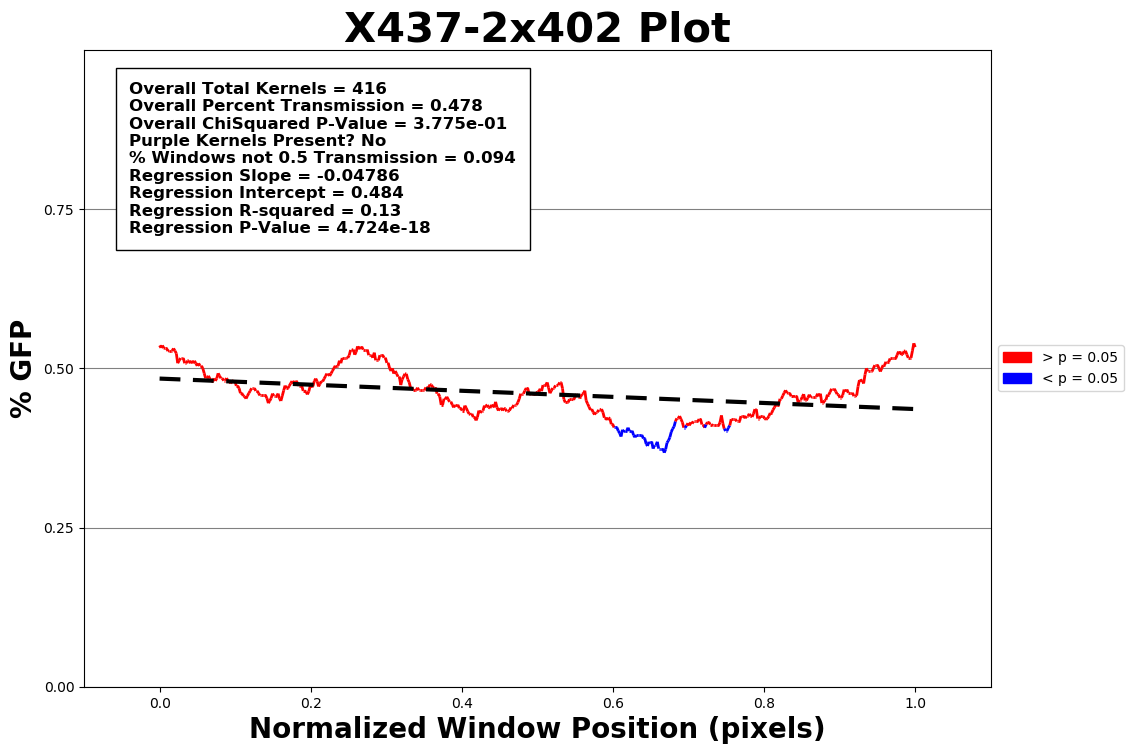 X437-2x402 Plot
Overall Total Kernels = 416
Overall Percent Transmission = 0.478
Overall ChiSquared P-Value = 3.775e-01
Purple Kernels Present? No
% Windows not 0.5 Transmission = 0.094
Regression Slope = -0.04786
Regression Intercept = 0.484
Regression R-squared = 0.13
Regression P-Value = 4.724e-18
% GFP
0.75
0.50
0.25
0.00
> p = 0.05
< p = 0.05
0.0 0.2 0.4 0.6 0.8 1.0
Normalized Window Position (pixels)